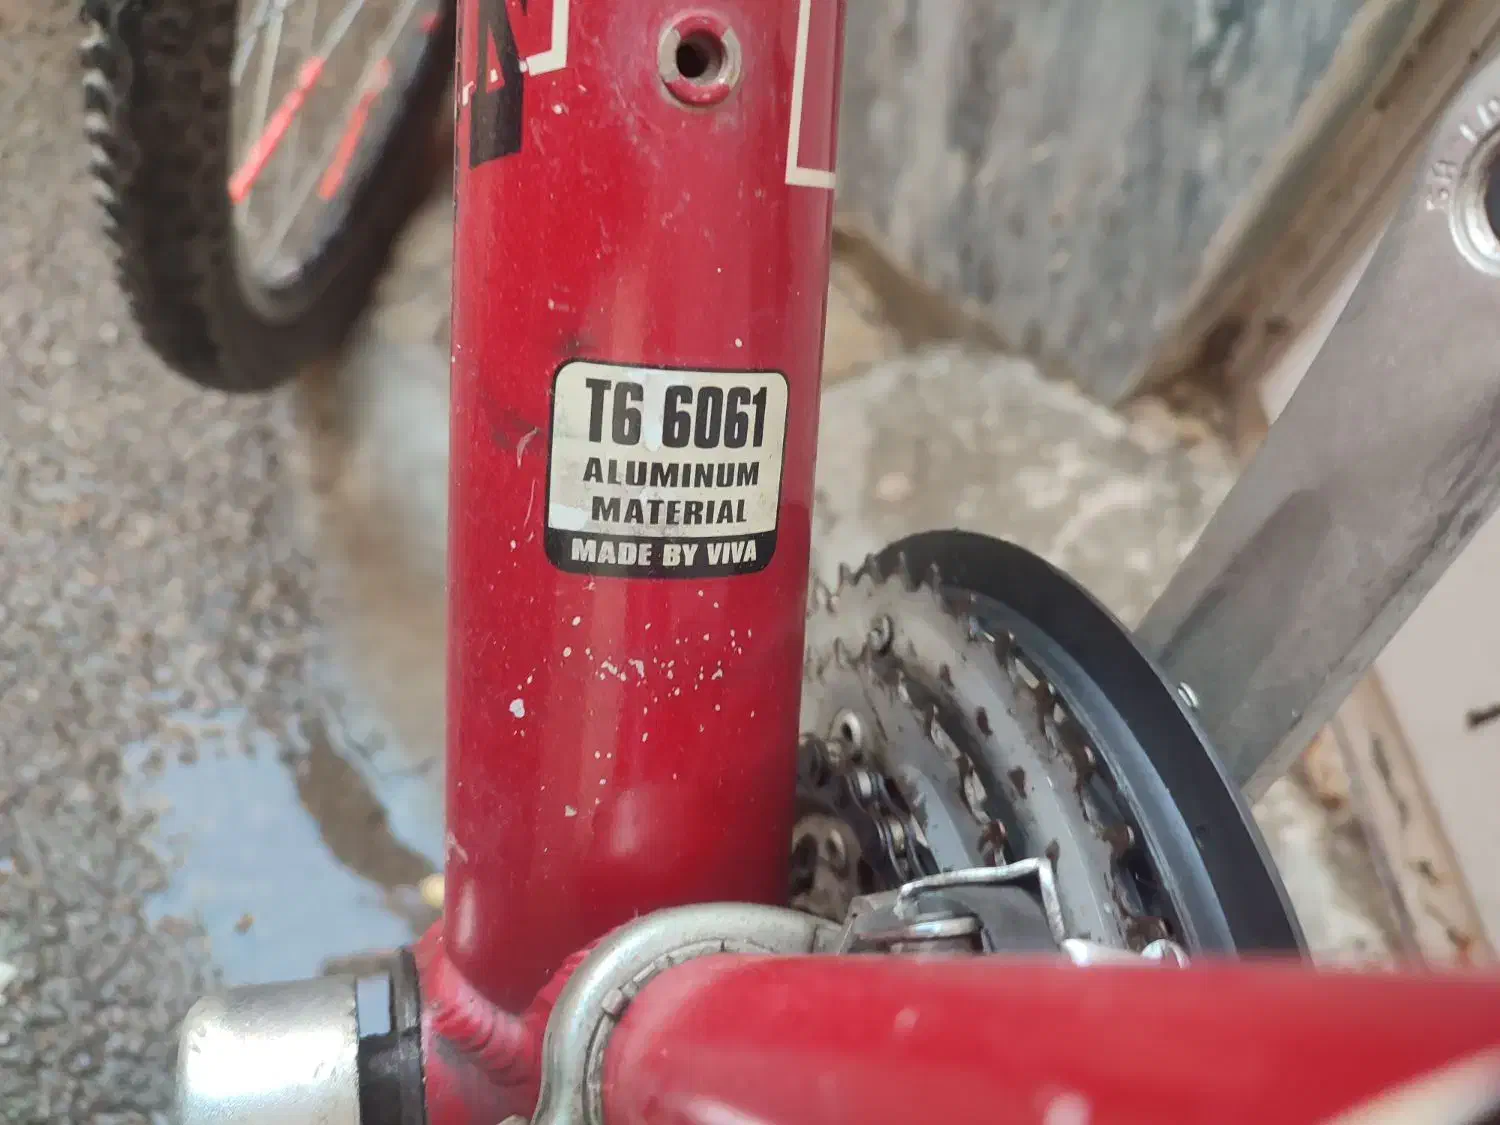 T6 6061
ALUMINUM
MATERIAL
MADE BY VIVA